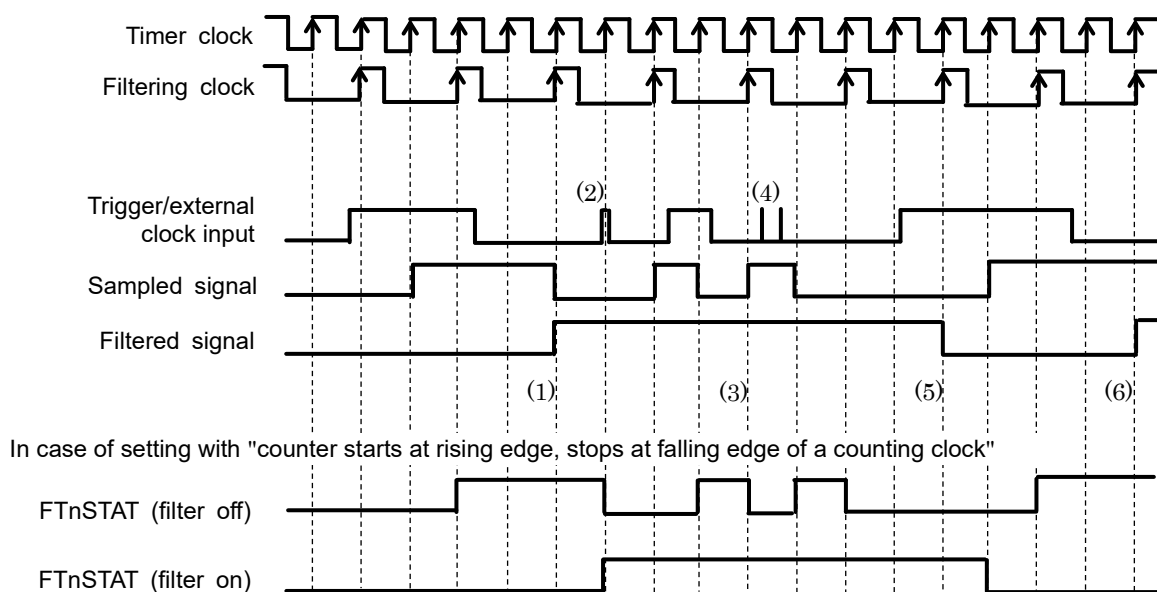 Timer clock
Filtering clock
(2)
(4)
Trigger/external
clock input
Sampled signal
Filtered signal
(1)
(3)
(5)
(6)
In case of setting with "counter starts at rising edge, stops at falling edge of a counting clock"
FTnSTAT (filter off)
FTnSTAT (filter on)